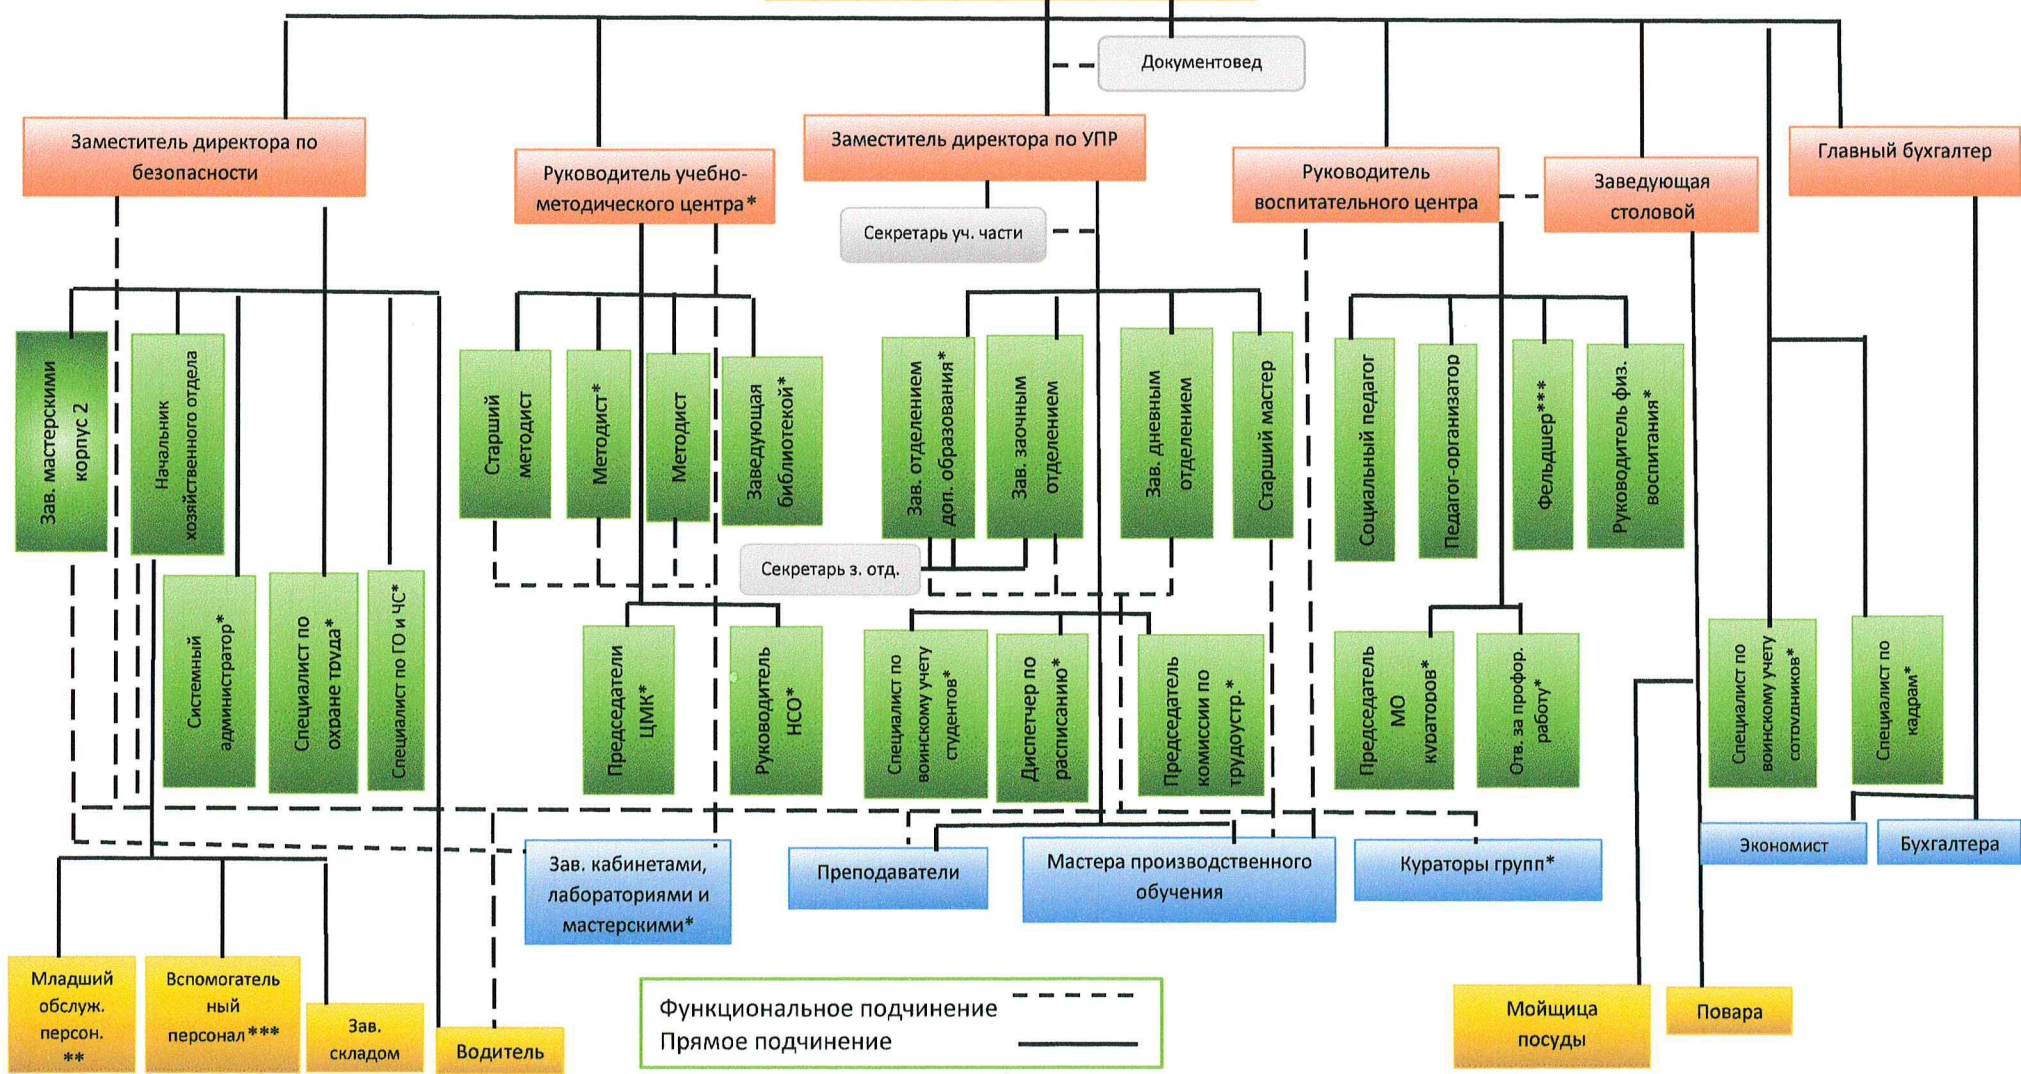 Документовед
Заместитель директора по
безопасности
Руководитель учебно-
методического центра*
Заместитель директора по УПР
Секретарь уч. части
Руководитель
воспитательного центра
Заведующая
столовой
Главный бухгалтер
Зав. мастерскими
корпус 2
Начальник
хозяйственного отдела
Старший
методист
Методист*
Методист
Заведующая
библиотекой*
Зав. отделением
доп. образования*
Зав. заочным
отделением
Зав. дневным
отделением
Старший мастер
Социальный педагог
Педагог-организатор
Фельдшер****
Руководитель физ.
воспитания*
Секретарь з. отд.
Системный
администратор*
Специалист по
охране труда*
Специалист по ГО и ЧС*
Председатели
ЦМК*
Руководитель
НСО*
Специалист по
воинскому учету
студентов*
Диспетчер по
расписанию*
Председатель
комиссии по
трудоустр.*
Председатель
МО
кураторов*
Отв. за профор.
работу*
Специалист по
воинскому учету
сотрудников*
Специалист по
кадрам*
Зав. кабинетами,
лабораториями и
мастерскими*
Преподаватели
Мастера производственного
обучения
Кураторы групп*
Экономист
Бухгалтера
Младший
обслуж.
персон.
**
Вспомогатель
ный
персонал***
Зав.
складом
Водитель
Функциональное подчинение
Прямое подчинение
Мойщица
посуды
Повара